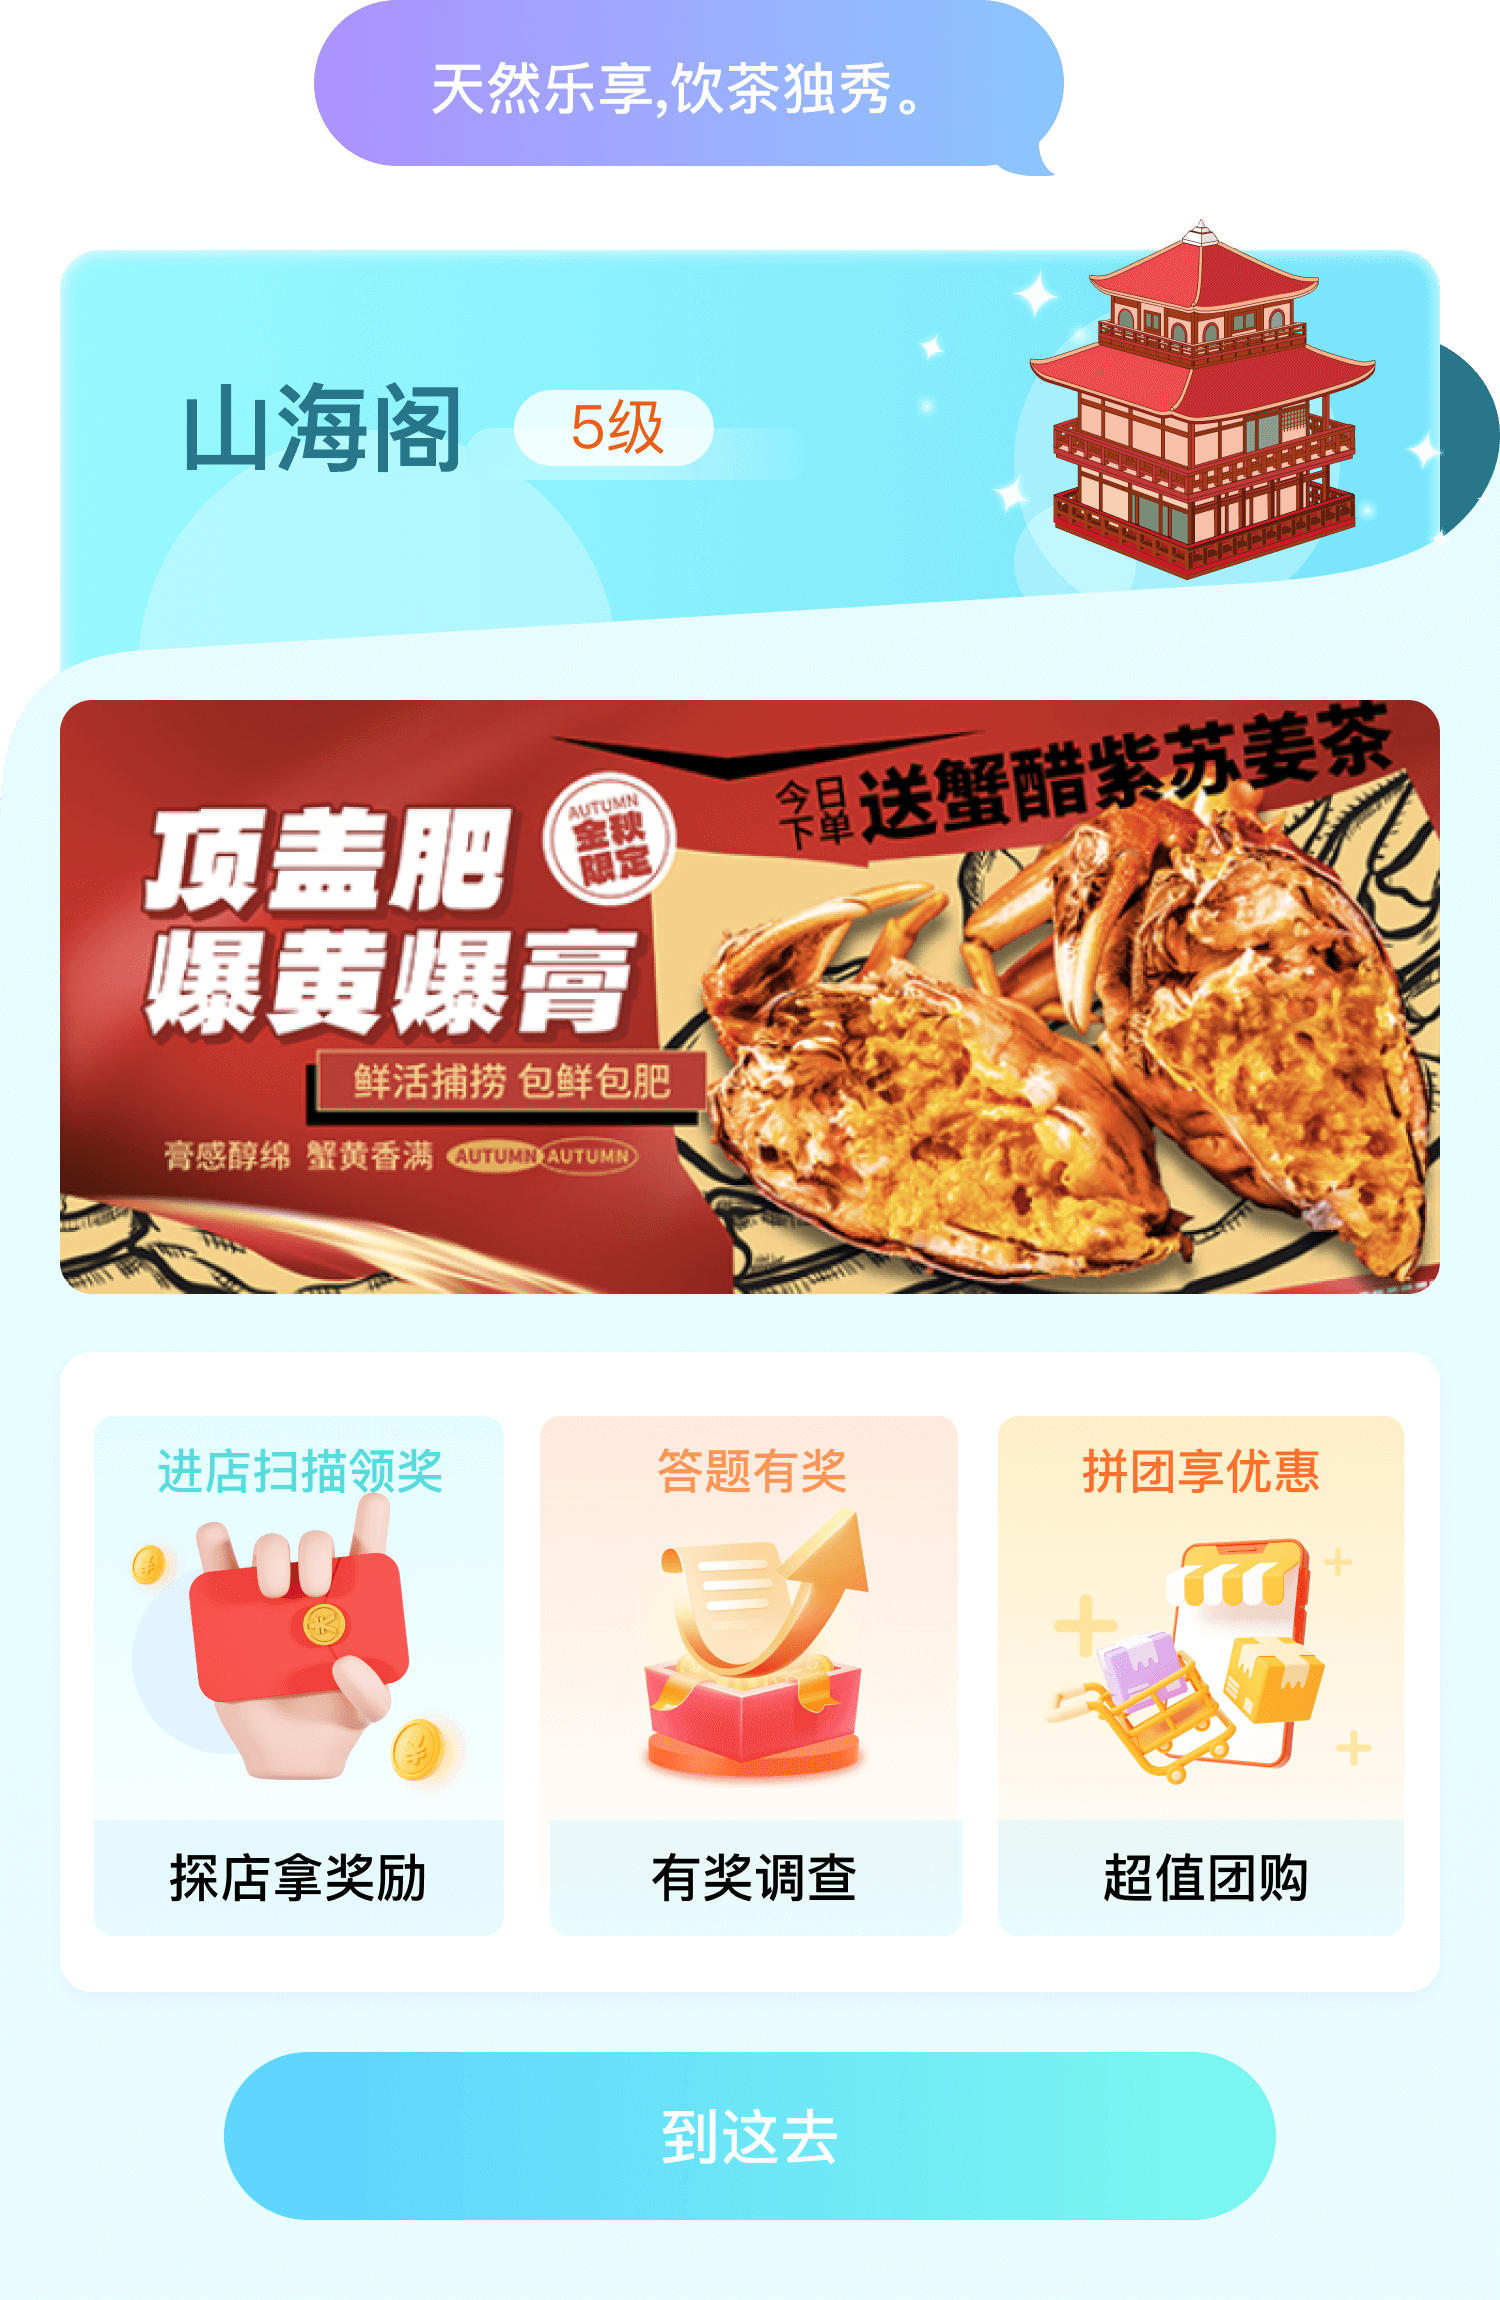 天然乐享,饮茶独秀。
山海阁
5级
今日下单
送蟹醋紫苏姜茶
AUTUMN
金秋
限定
顶盖肥
爆黄爆膏
鲜活捕捞 包鲜包肥
膏感醇绵 蟹黄香满 AUTUMN AUTUMN
进店扫描领奖
答题有奖
拼团享优惠
探店拿奖励
有奖调查
超值团购
到这去